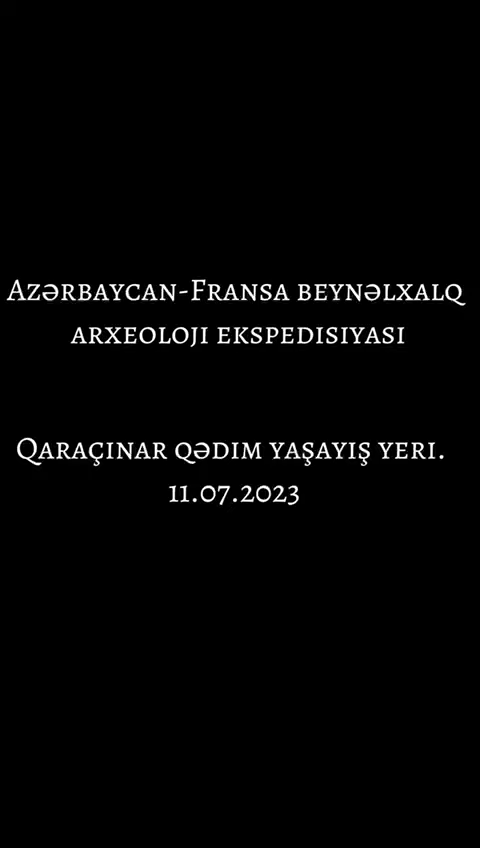 Azərbaycan-Fransa beynəlxalq
arxeoloji ekspedisiyası
Qaraçınar qədim yaşayış yeri.
11.07.2023